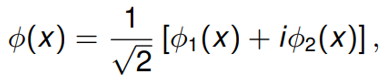 ϕ(x) = 1/√2 [ϕ₁(x) + iϕ₂(x)] ,